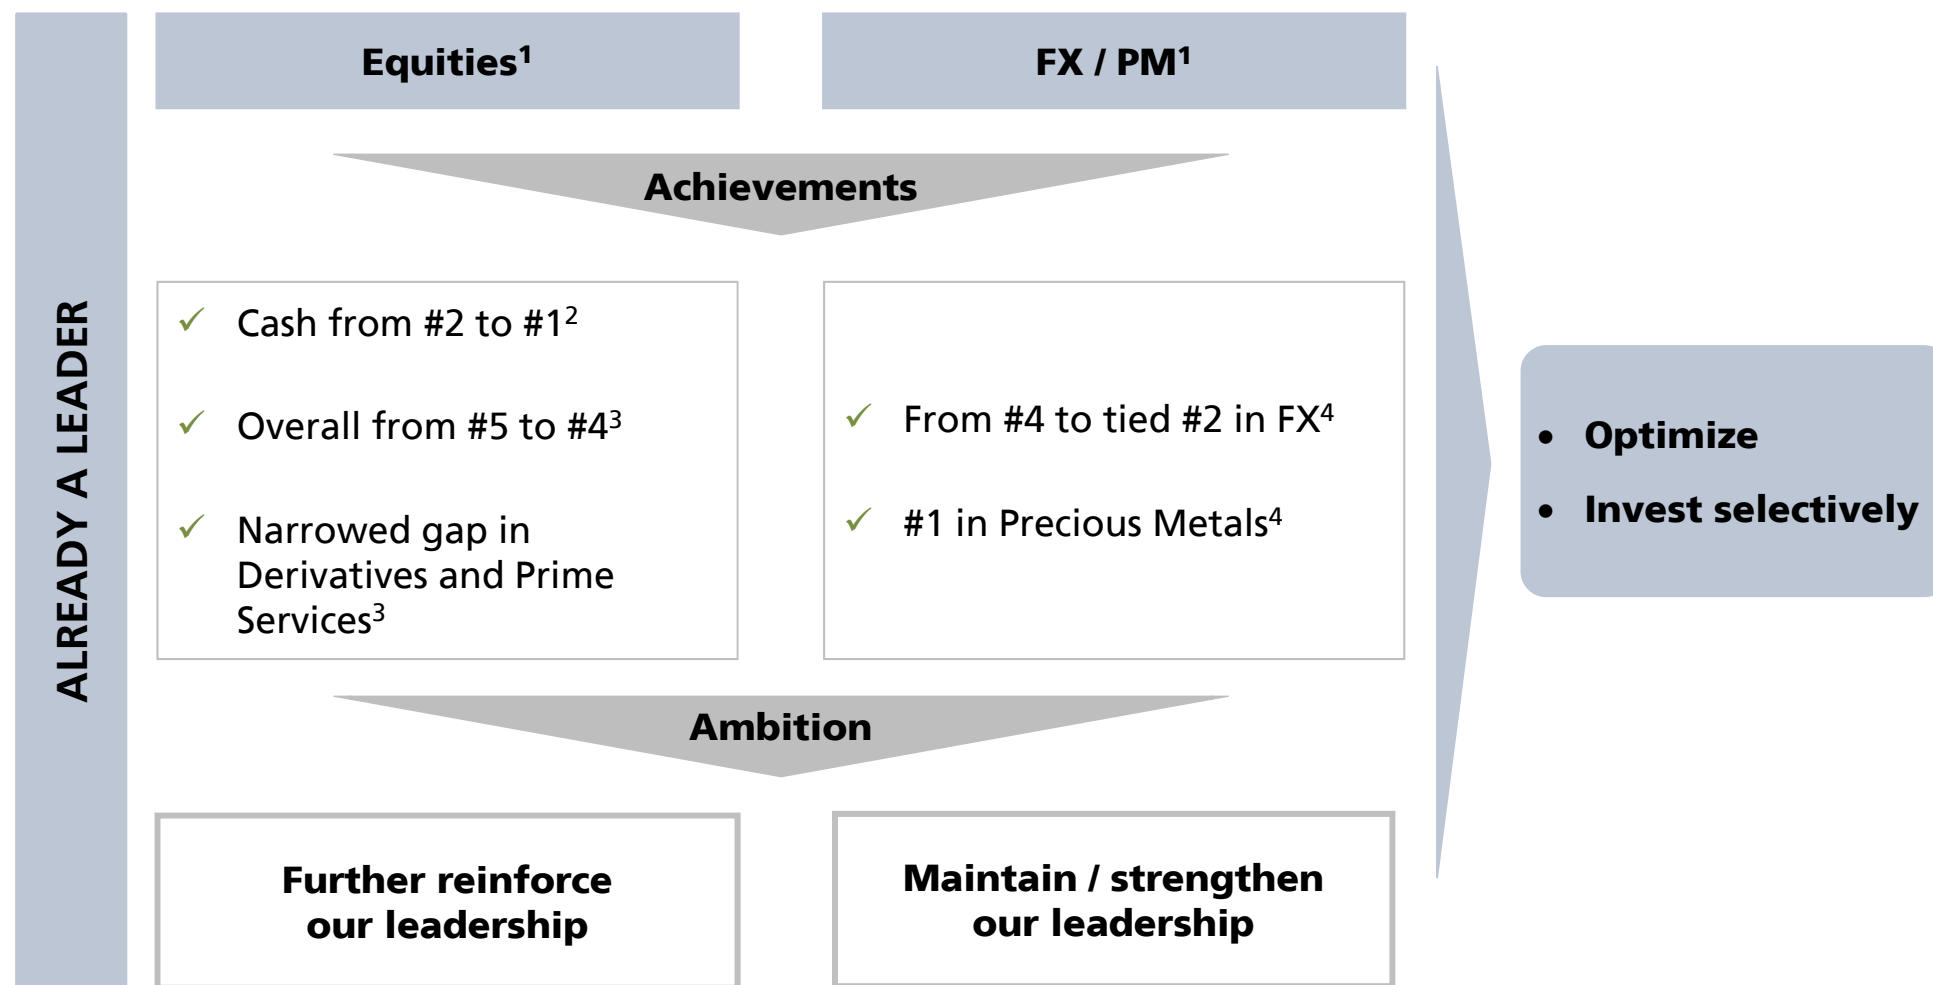 ALREADY A LEADER
Equities¹
FX / PM¹
Achievements
✓ Cash from #2 to #1²
✓ Overall from #5 to #4³
✓ Narrowed gap in
Derivatives and Prime
Services³
✓ From #4 to tied #2 in FX⁴
✓ #1 in Precious Metals⁴
Ambition
Further reinforce
our leadership
Maintain / strengthen
our leadership
• Optimize
• Invest selectively